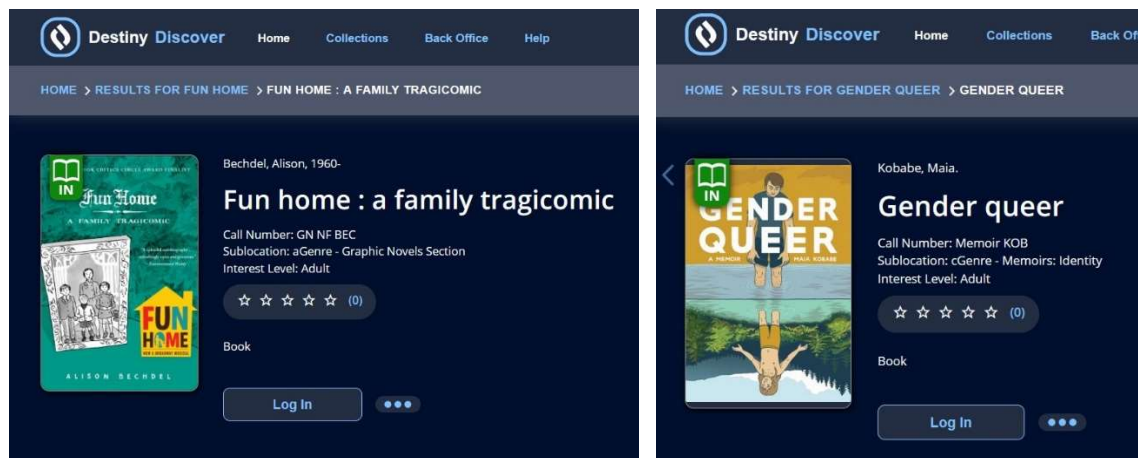 Destiny Discover Home Collections Back Office Help
HOME > RESULTS FOR FUN HOME > FUN HOME : A FAMILY TRAGICOMIC
IN
Fun Home
A FAMILY TRAGICOMIC
FUN
HOME
ALISON BECHDEL
Bechdel, Alison, 1960-
Fun home : a family tragicomic
Call Number: GN NF BEC
Sublocation: aGenre - Graphic Novels Section
Interest Level: Adult
(0)
Book
Log In
Destiny Discover Home Collections Back Of
HOME > RESULTS FOR GENDER QUEER > GENDER QUEER
IN
GENDER
QUEER
A MEMOIR MAIA KOBABE
Kobabe, Maia.
Gender queer
Call Number: Memoir KOB
Sublocation: cGenre - Memoirs: Identity
Interest Level: Adult
(0)
Book
Log In